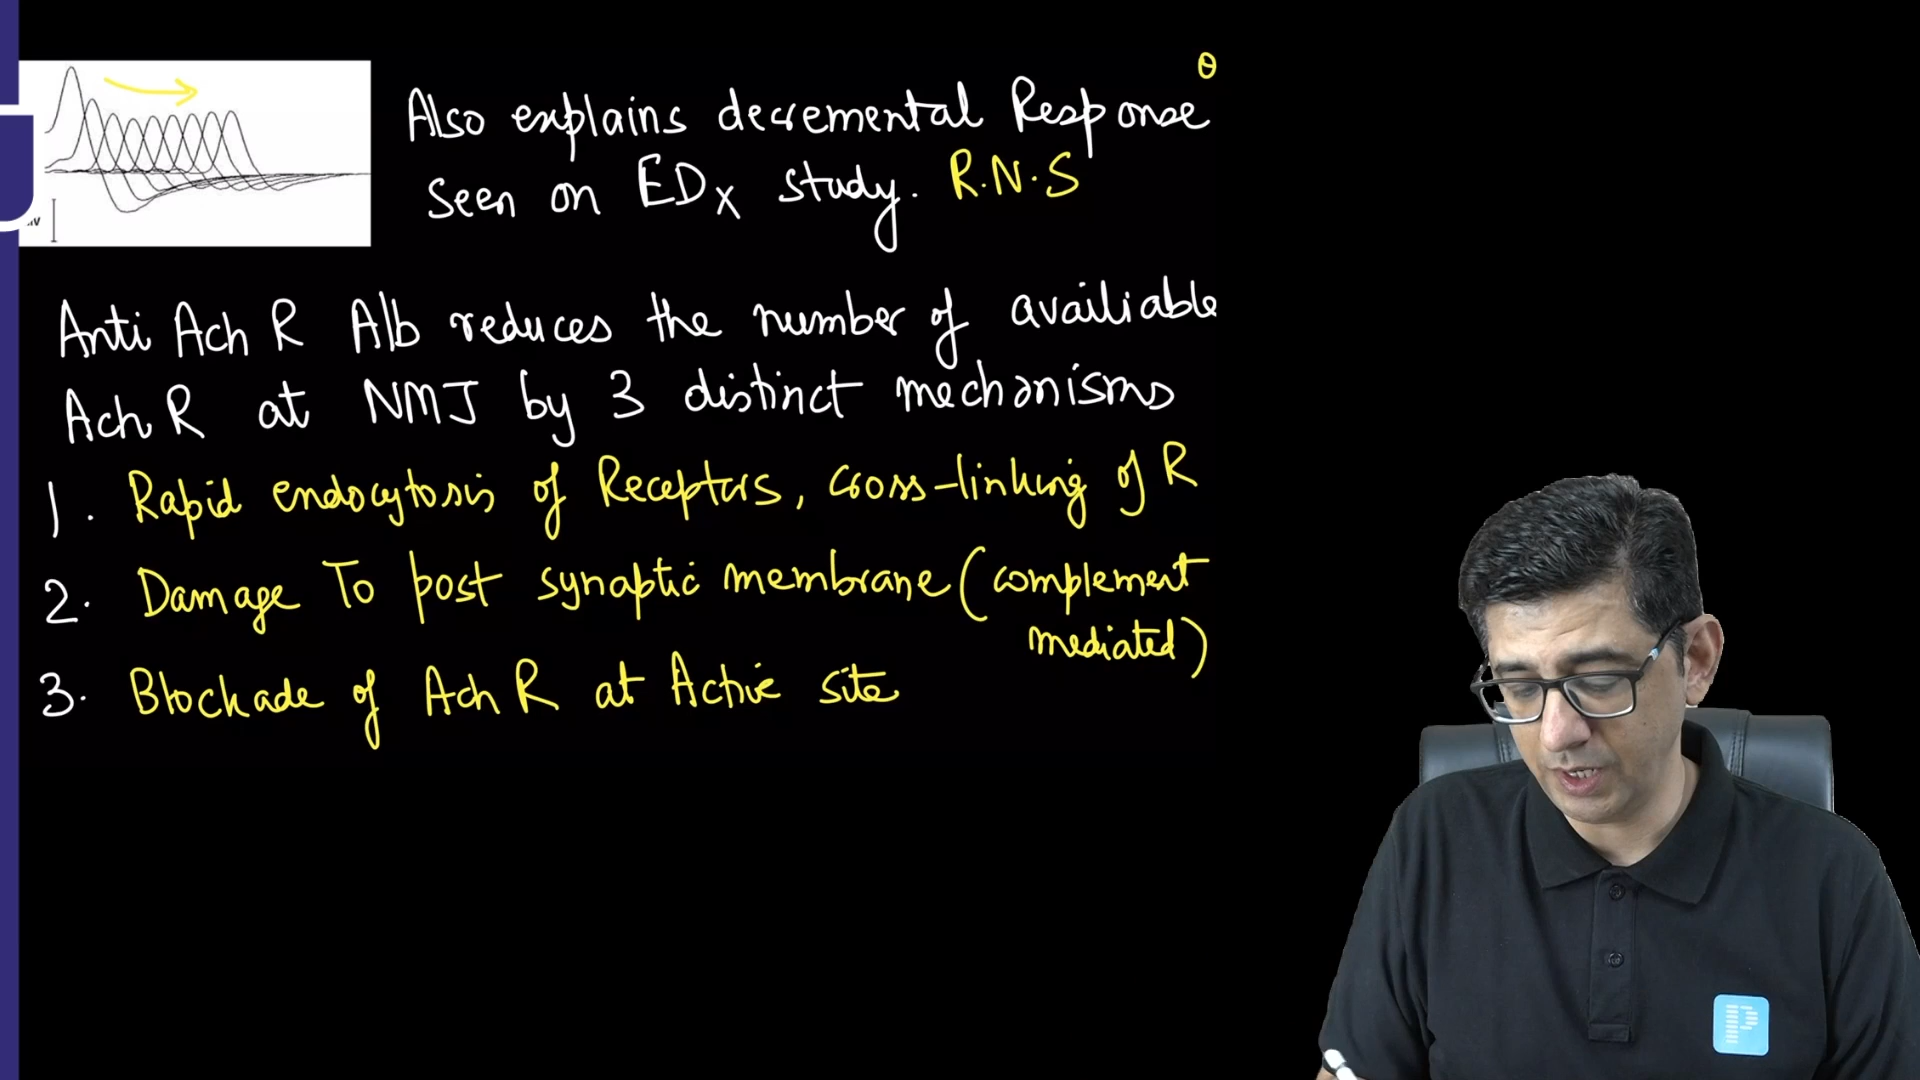 Also explains decremental Response
seen on EDx study. R.N.S
Anti Ach R A/b reduces the number of availiable
Ach R at NMJ by 3 distinct mechanisms
1. Rapid endocytosis of Receptors, cross-linking of R
2. Damage To post synaptic membrane (complement
mediated)
3. Blockade of Ach R at Active site